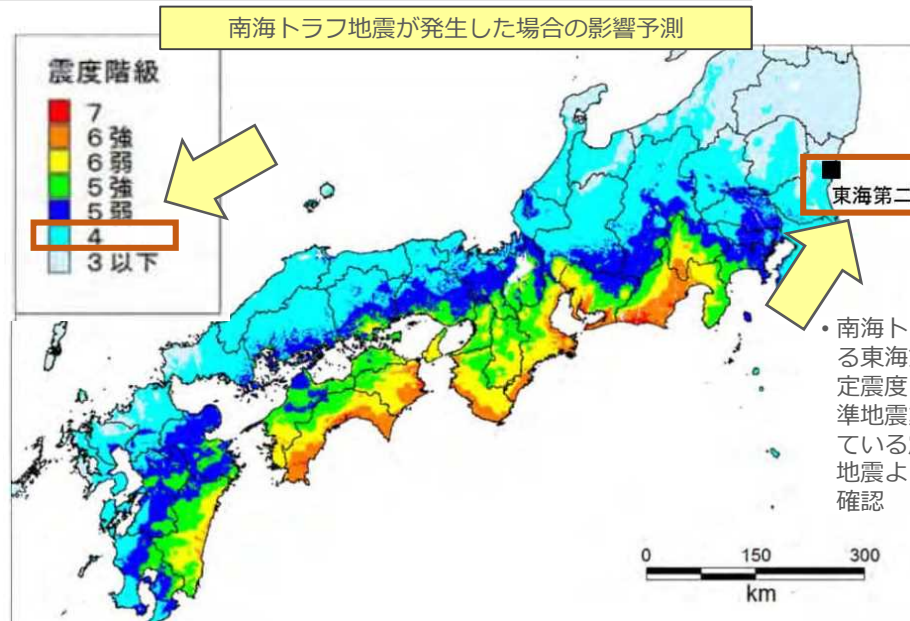 南海トラフ地震が発生した場合の影響予測
震度階級
7
6強
6弱
5強
5弱
4
3以下
東海第二
・南海ト
る東海
定震度
準地震
ている
地震よ
確認
0 150 300
km